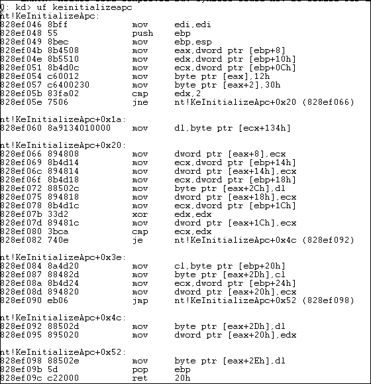 0: kd> uf keinitializeapc
nt!KeInitializeApc:
828ef046 8bff mov edi,edi
828ef048 55 push ebp
828ef049 8bec mov ebp,esp
828ef04b 8b4508 mov eax,dword ptr [ebp+8]
828ef04e 8b5510 mov edx,dword ptr [ebp+10h]
828ef051 8b4d0c mov ecx,dword ptr [ebp+0Ch]
828ef054 c60012 mov byte ptr [eax],12h
828ef057 c6400230 mov byte ptr [eax+2],30h
828ef05b 83fa02 cmp edx,2
828ef05e 7506 jne nt!KeInitializeApc+0x20 (828ef066)
nt!KeInitializeApc+0x1a:
828ef060 8a9134010000 mov dl,byte ptr [ecx+134h]
nt!KeInitializeApc+0x20:
828ef066 894808 mov dword ptr [eax+8],ecx
828ef069 8b4d14 mov ecx,dword ptr [ebp+14h]
828ef06c 894814 mov dword ptr [eax+14h],ecx
828ef06f 8b4d18 mov ecx,dword ptr [ebp+18h]
828ef072 88502c mov byte ptr [eax+2Ch],dl
828ef075 894818 mov dword ptr [eax+18h],ecx
828ef078 8b4d1c mov ecx,dword ptr [ebp+1Ch]
828ef07b 33d2 xor edx,edx
828ef07d 89481c mov dword ptr [eax+1Ch],ecx
828ef080 3bca cmp ecx,edx
828ef082 740e je nt!KeInitializeApc+0x4c (828ef092)
nt!KeInitializeApc+0x3e:
828ef084 8a4d20 mov cl,byte ptr [ebp+20h]
828ef087 88482d mov byte ptr [eax+2Dh],cl
828ef08a 8b4d24 mov ecx,dword ptr [ebp+24h]
828ef08d 894820 mov dword ptr [eax+20h],ecx
828ef090 eb06 jmp nt!KeInitializeApc+0x52 (828ef098)
nt!KeInitializeApc+0x4c:
828ef092 88502d mov byte ptr [eax+2Dh],dl
828ef095 895020 mov dword ptr [eax+20h],edx
nt!KeInitializeApc+0x52:
828ef098 88502e mov byte ptr [eax+2Eh],dl
828ef09b 5d pop ebp
828ef09c c22000 ret 20h